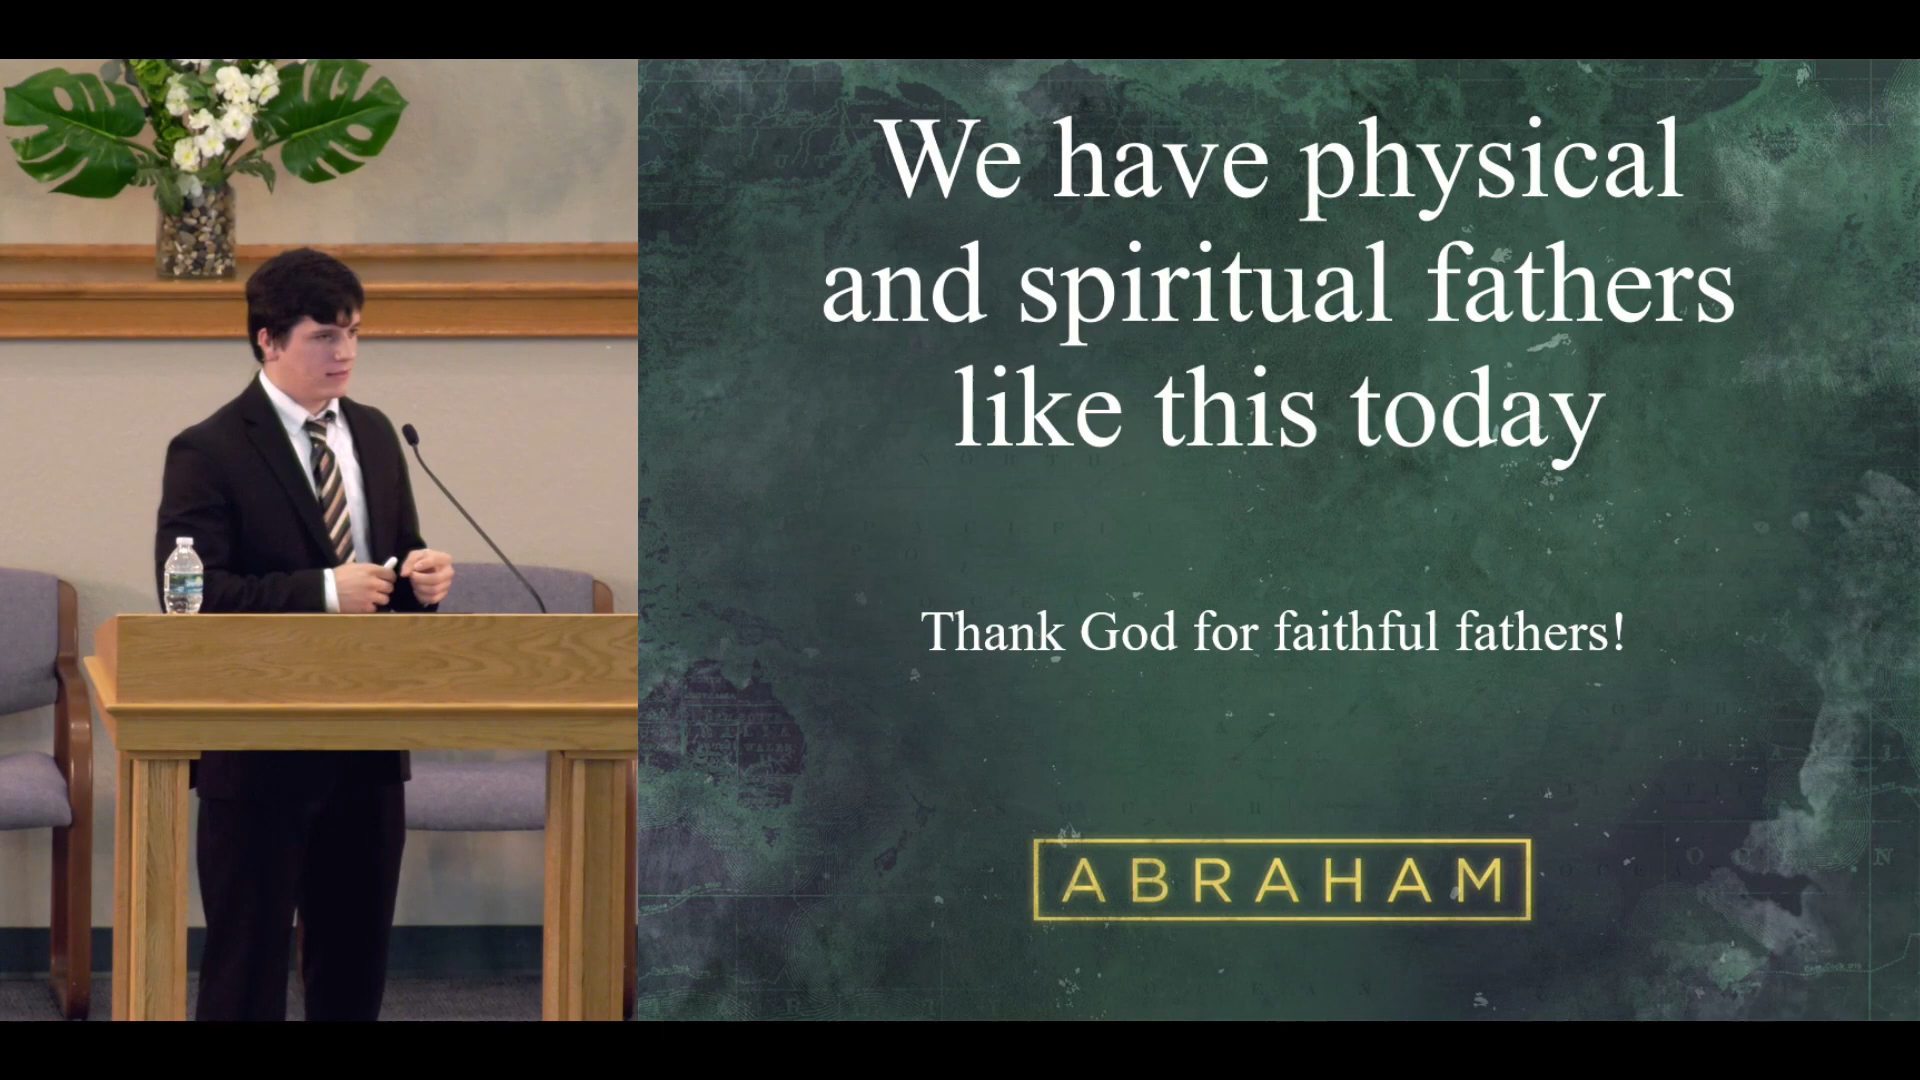 We have physical
and spiritual fathers
like this today
Thank God for faithful fathers!
ABRAHAM